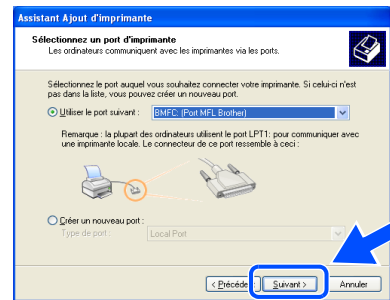 Assistant Ajout d'imprimante
Sélectionnez un port d'imprimante
Les ordinateurs communiquent avec les imprimantes via les ports.
Sélectionnez le port auquel vous souhaitez connecter votre imprimante. Si celui-ci n'est
pas dans la liste, vous pouvez créer un nouveau port.
Utiliser le port suivant :
BMFC: (Port MFL Brother)
Remarque : la plupart des ordinateurs utilisent le port LPT1: pour communiquer avec
une imprimante locale. Le connecteur de ce port ressemble à ceci :
Créer un nouveau port :
Type de port :
Local Port
< Précéde
Suivant >
Annuler